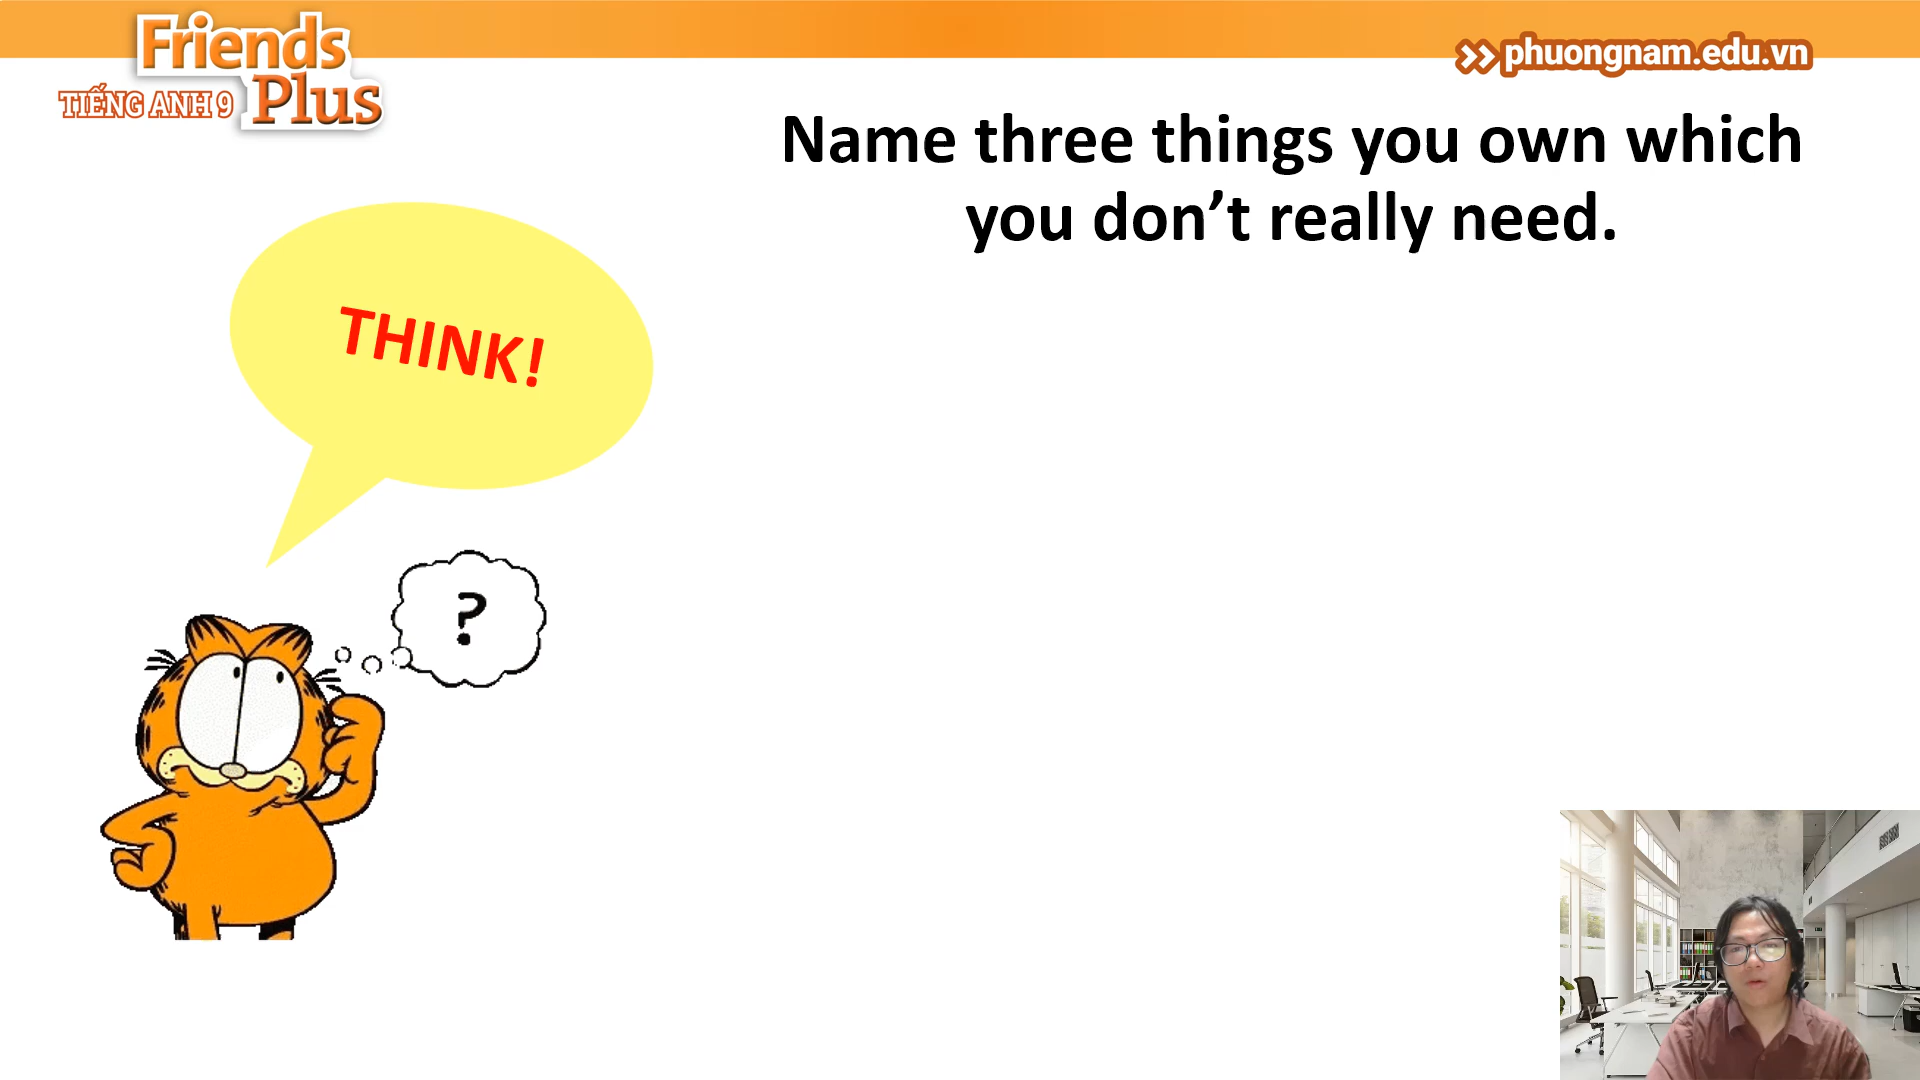 Friends
Plus
TIẾNG ANH 9
phuongnam.edu.vn
Name three things you own which
you don’t really need.
THINK!
?